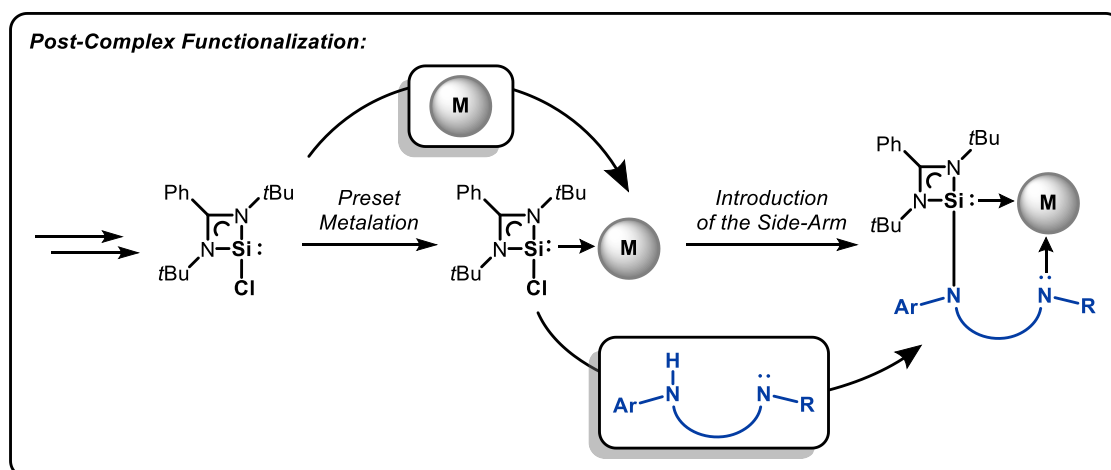 Post-Complex Functionalization:
M
Ph
tBu
N
N
Si:
tBu
Cl
Preset
Metalation
Ph
tBu
N
N
Si:
tBu
Cl
M
Introduction
of the Side-Arm
Ph
tBu
N
N
Si:
tBu
M
Ar
N
N̈
R
H
Ar
N
N̈
R